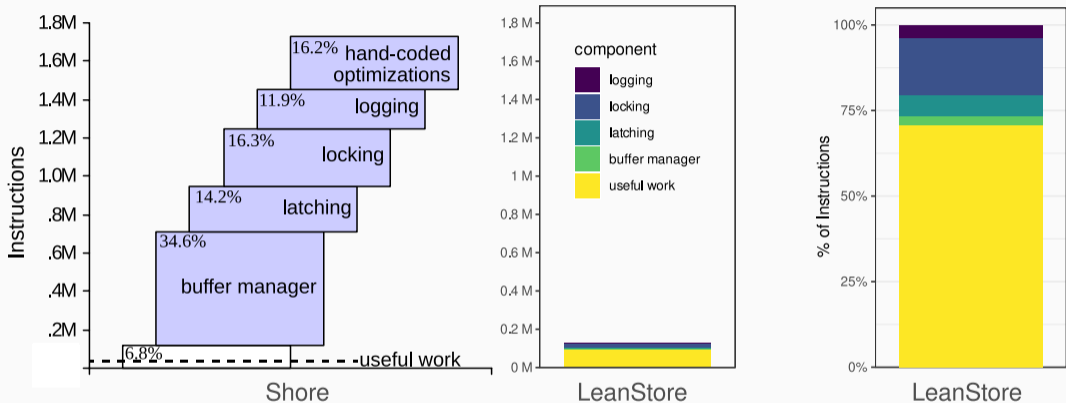 Instructions
1.8M
1.6M
1.4M
1.2M
1.0M
.8M
.6M
.4M
.2M
16.2%
hand-coded
optimizations
11.9%
logging
16.3%
locking
14.2%
latching
34.6%
buffer manager
6.8%
useful work
Shore
1.8 M
1.6 M
1.4 M
1.2 M
1 M
0.8 M
0.6 M
0.4 M
0.2 M
0 M
component
logging
locking
latching
buffer manager
useful work
LeanStore
% of Instructions
100%
75%
50%
25%
0%
LeanStore